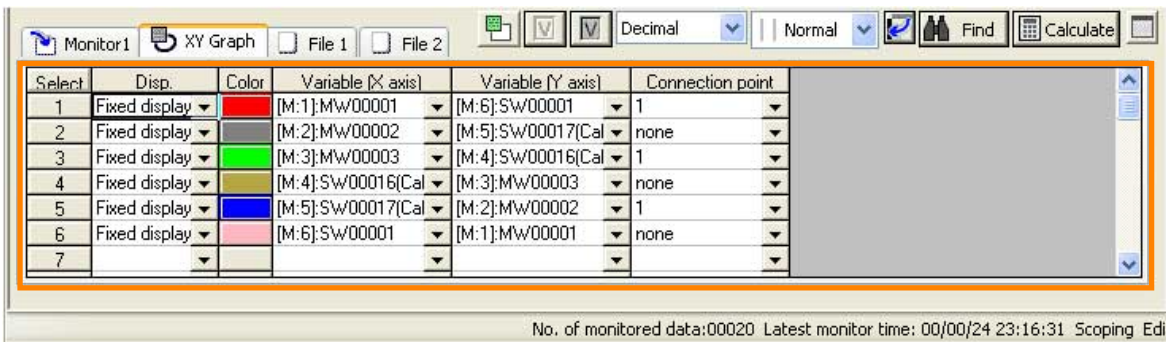 Monitor1 XY Graph File 1 File 2 V V Decimal Normal Find Calculate
Select Disp. Color Variable (X axis) Variable (Y axis) Connection point
1 Fixed display [M:1]:MW00001 [M:6]:SW00001 1
2 Fixed display [M:2]:MW00002 [M:5]:SW00017(Cal none
3 Fixed display [M:3]:MW00003 [M:4]:SW00016(Cal 1
4 Fixed display [M:4]:SW00016(Cal [M:3]:MW00003 none
5 Fixed display [M:5]:SW00017(Cal [M:2]:MW00002 1
6 Fixed display [M:6]:SW00001 [M:1]:MW00001 none
7
No. of monitored data:00020 Latest monitor time: 00/00/24 23:16:31 Scoping Edi